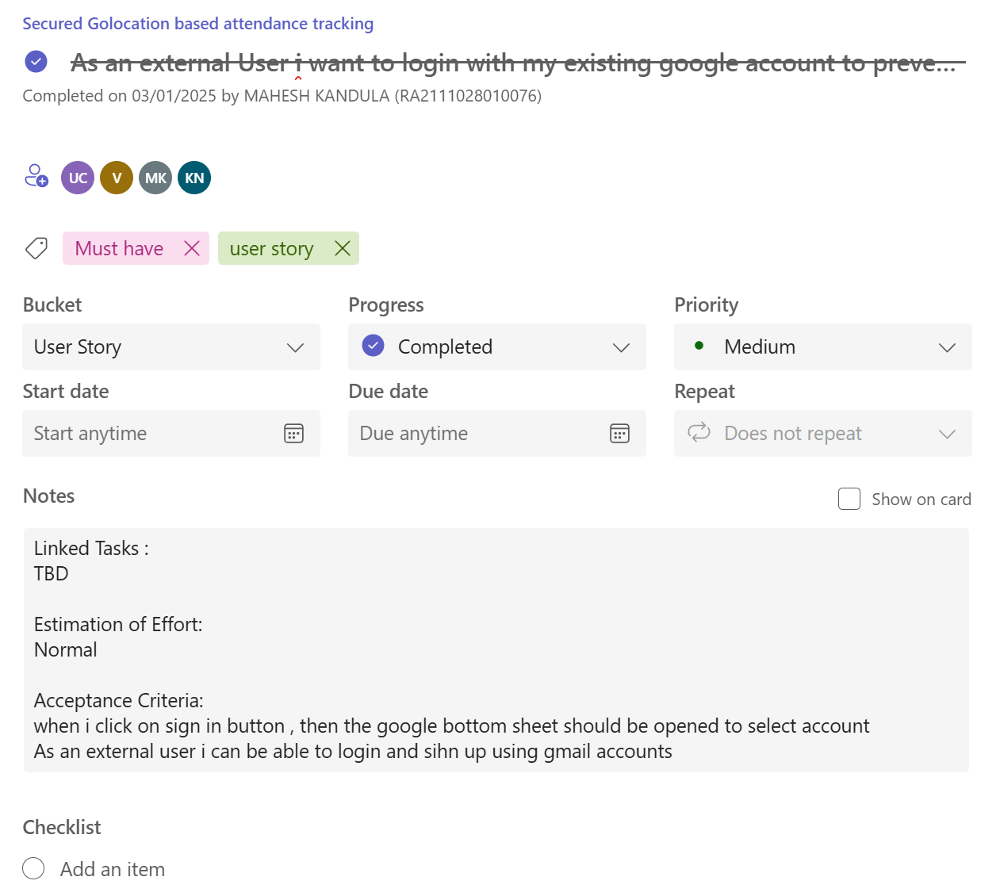 Secured Golocation based attendance tracking
As an external User i want to login with my existing google account to preve...
Completed on 03/01/2025 by MAHESH KANDULA (RA2111028010076)
UC V MK KN
Must have user story
Bucket Progress Priority
User Story Completed Medium
Start date Due date Repeat
Start anytime Due anytime Does not repeat
Notes Show on card
Linked Tasks :
TBD
Estimation of Effort:
Normal
Acceptance Criteria:
when i click on sign in button , then the google bottom sheet should be opened to select account
As an external user i can be able to login and sihn up using gmail accounts
Checklist
Add an item